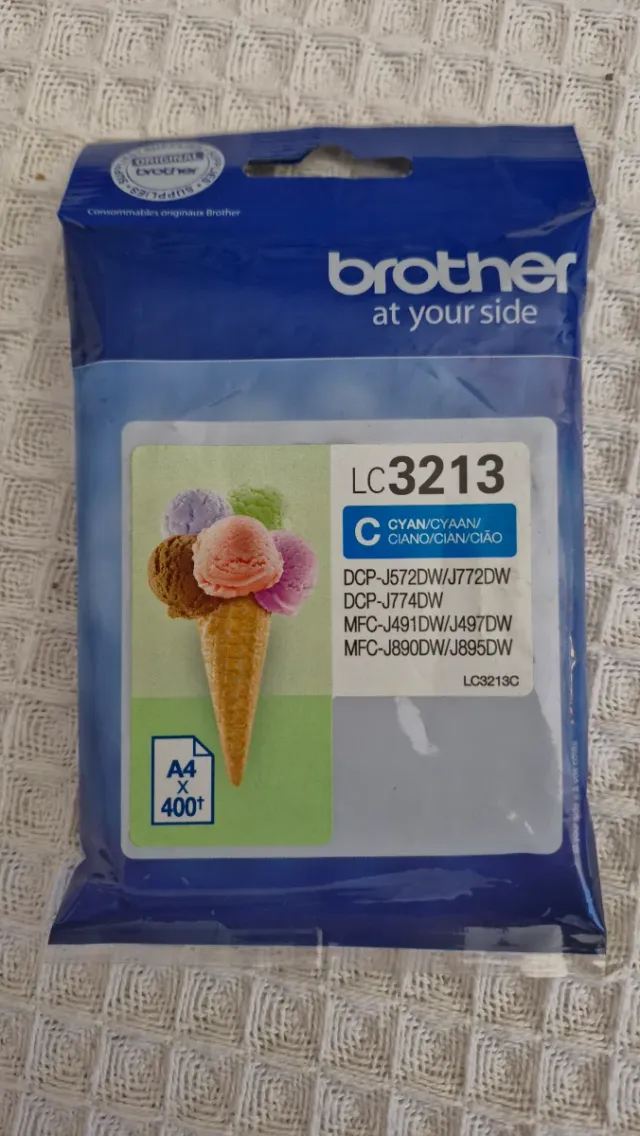 ORIGINAL
brother
SUPPLIES
Consommables originaux Brother
brother
at your side
LC3213
C CYAN/CYAAN/
CIANO/CIAN/CIÃO
DCP-J572DW/J772DW
DCP-J774DW
MFC-J491DW/J497DW
MFC-J890DW/J895DW
LC3213C
A4
x
400†